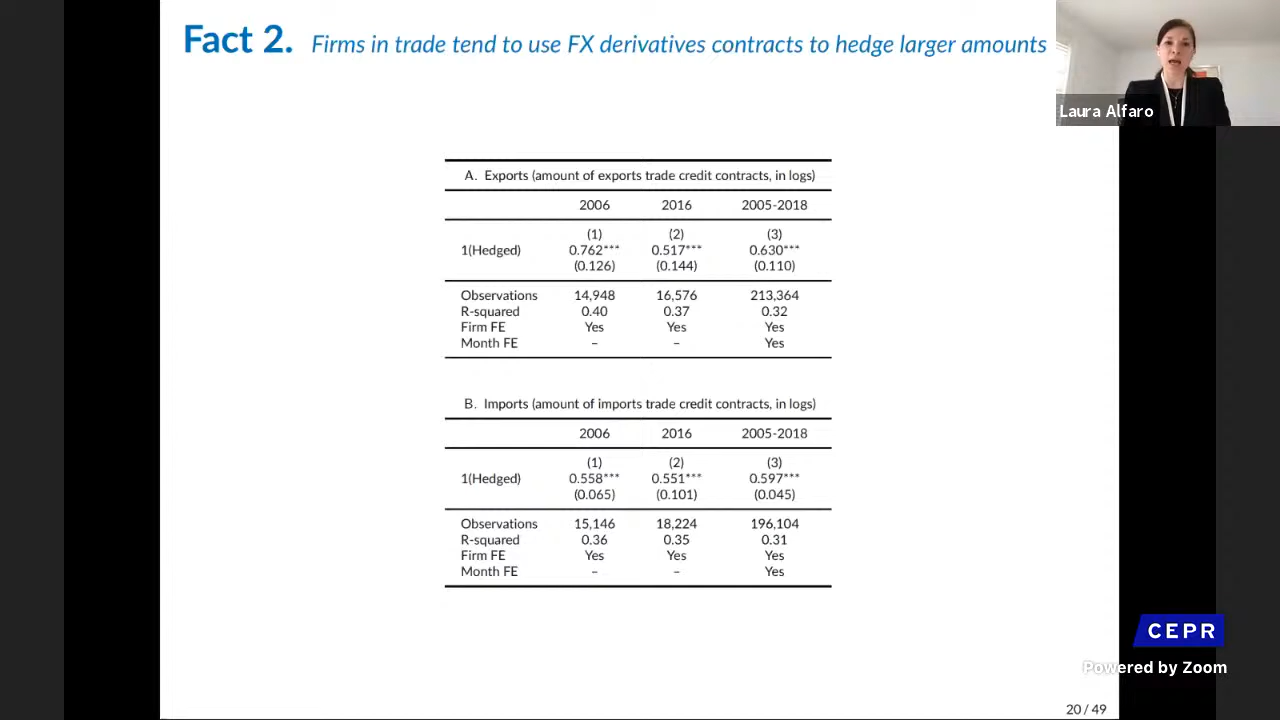 Fact 2. Firms in trade tend to use FX derivatives contracts to hedge larger amounts
Laura Alfaro
A. Exports (amount of exports trade credit contracts, in logs)
2006 2016 2005-2018
(1) (2) (3)
1(Hedged) 0.762*** 0.517*** 0.630***
(0.126) (0.144) (0.110)
Observations 14,948 16,576 213,364
R-squared 0.40 0.37 0.32
Firm FE Yes Yes Yes
Month FE – – Yes
B. Imports (amount of imports trade credit contracts, in logs)
2006 2016 2005-2018
(1) (2) (3)
1(Hedged) 0.558*** 0.551*** 0.597***
(0.065) (0.101) (0.045)
Observations 15,146 18,224 196,104
R-squared 0.36 0.35 0.31
Firm FE Yes Yes Yes
Month FE – – Yes
CEPR
Powered by Zoom
20 / 49